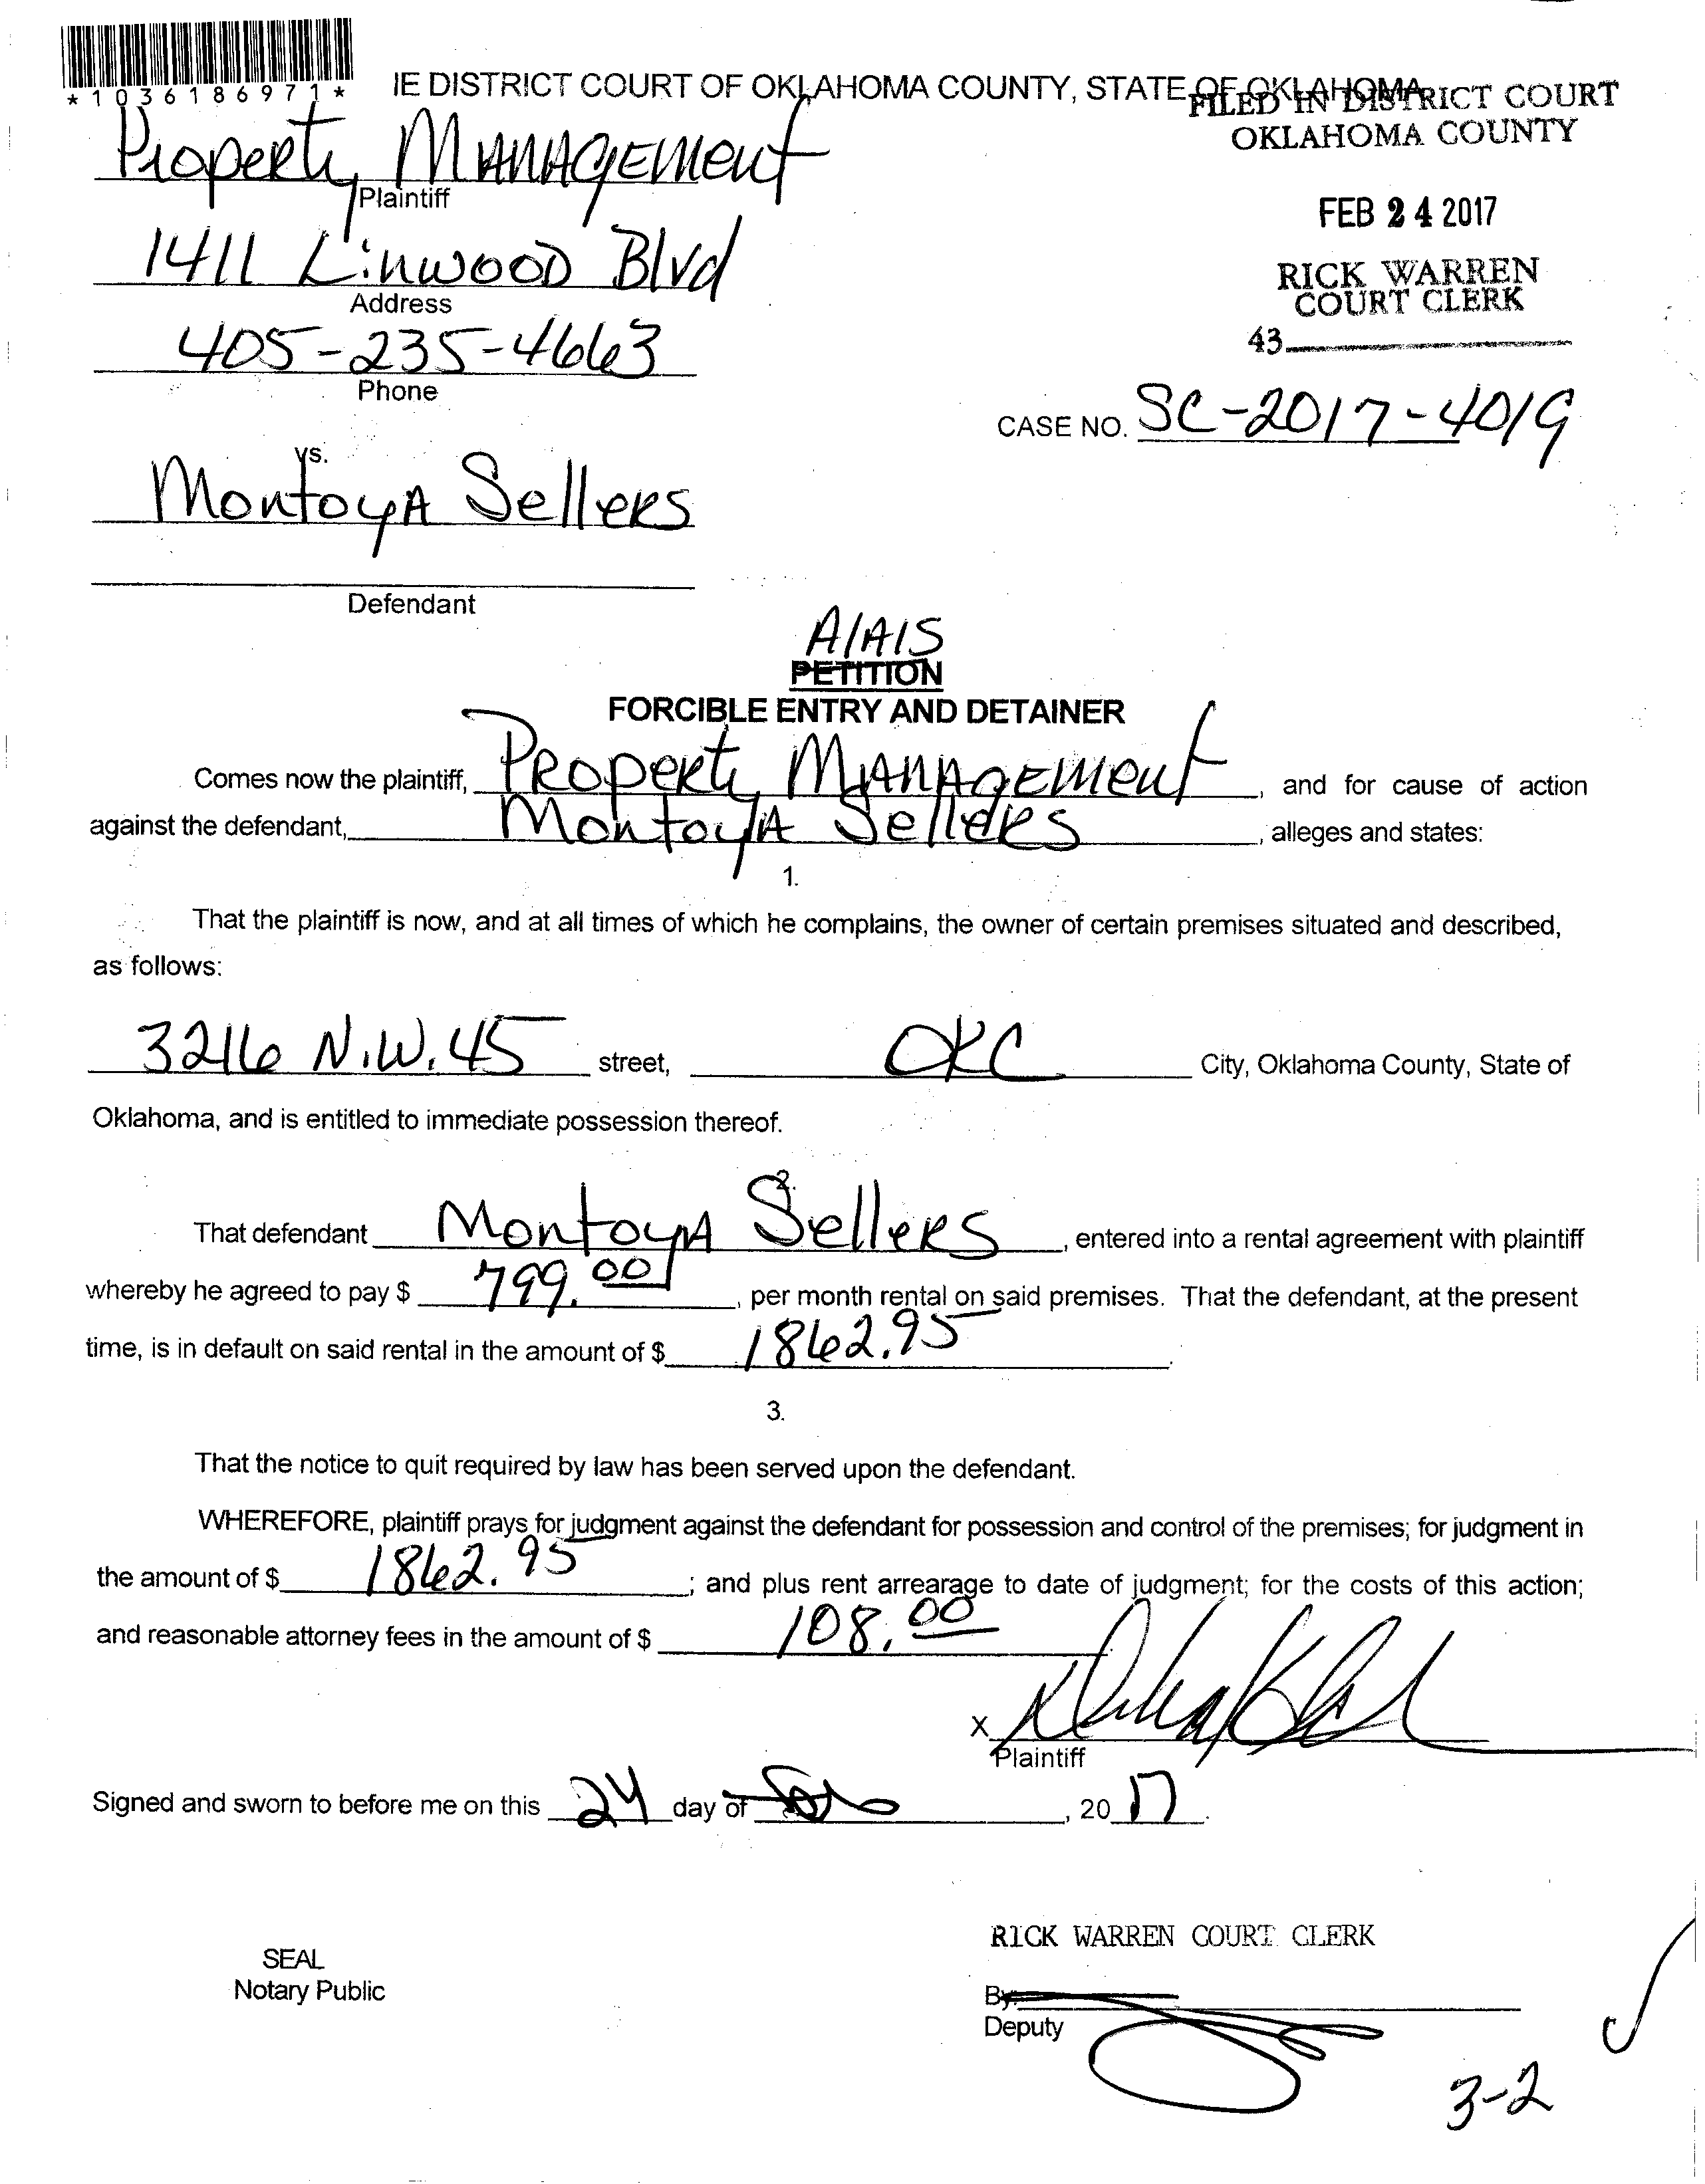 *1036186971*
IE DISTRICT COURT OF OKLAHOMA COUNTY, STATE OF OKLAHOMA
FILED IN DISTRICT COURT
OKLAHOMA COUNTY
Property Management
Plaintiff
FEB 24 2017
1411 Linwood Blvd
Address
RICK WARREN
COURT CLERK
405-235-4663
43
Phone
CASE NO. SC-2017-4019
vs.
Montoya Sellers
Defendant
AlAIS
PETITION
FORCIBLE ENTRY AND DETAINER
Comes now the plaintiff, Property Management, and for cause of action
against the defendant, Montoya Sellers, alleges and states:
1.
That the plaintiff is now, and at all times of which he complains, the owner of certain premises situated and described,
as follows:
3216 N.W. 45 street, OKC City, Oklahoma County, State of
Oklahoma, and is entitled to immediate possession thereof.
2.
That defendant Montoya Sellers, entered into a rental agreement with plaintiff
whereby he agreed to pay $ 799.00, per month rental on said premises. That the defendant, at the present
time, is in default on said rental in the amount of $ 1862.95.
3.
That the notice to quit required by law has been served upon the defendant.
WHEREFORE, plaintiff prays for judgment against the defendant for possession and control of the premises; for judgment in
the amount of $ 1862.95; and plus rent arrearage to date of judgment; for the costs of this action;
and reasonable attorney fees in the amount of $ 108.00.
X
Plaintiff
Signed and sworn to before me on this 24 day of , 20 17.
RICK WARREN COURT CLERK
SEAL
Notary Public
By:
Deputy
3-2